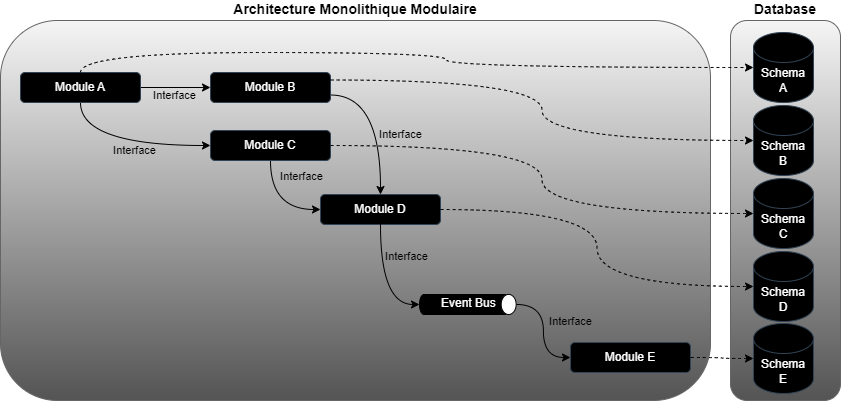 Architecture Monolithique Modulaire
Database
Module A
Interface
Module B
Schema
A
Interface
Module C
Interface
Schema
B
Interface
Module D
Schema
C
Interface
Event Bus
Schema
D
Interface
Module E
Schema
E